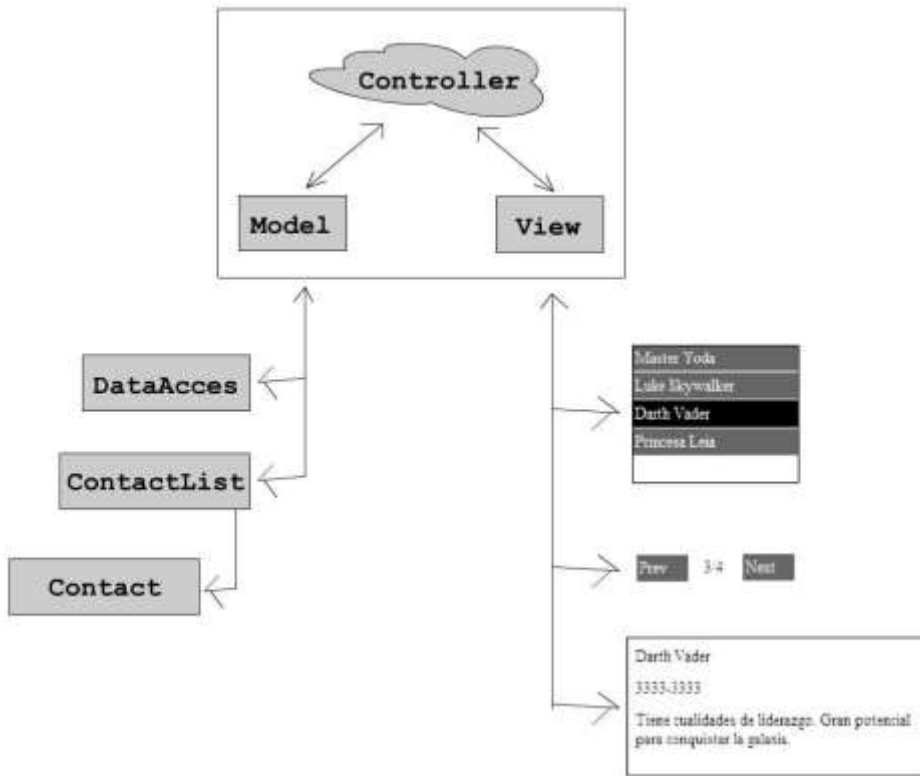 Controller
Model
View
DataAcces
ContactList
Contact
Master Yoda
Luke Skywalker
Darth Vader
Princesa Leia
Prev 3/4 Next
Darth Vader
3333-3333
Tiene cualidades de liderazgo. Gran potencial
para conquistar la galaxia.